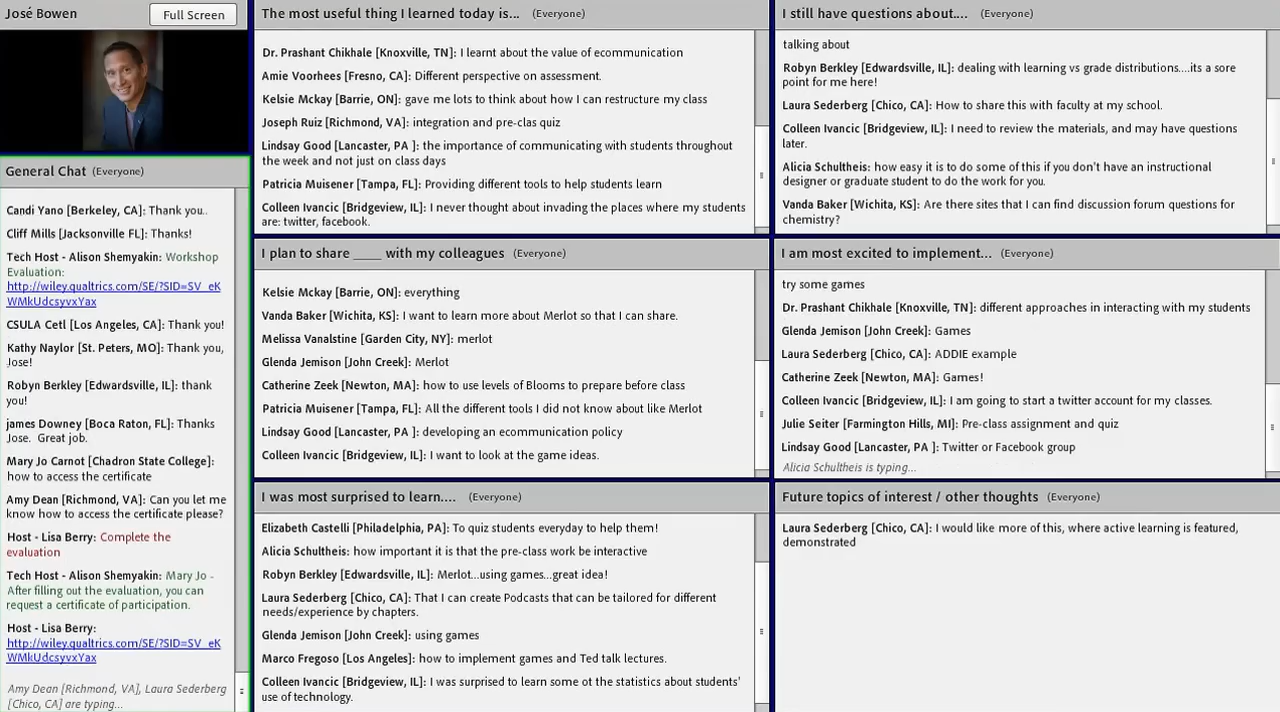 José Bowen
Full Screen
General Chat (Everyone)
Candi Yano [Berkeley, CA]: Thank you..
Cliff Mills [Jacksonville FL]: Thanks!
Tech Host - Alison Shemyakin: Workshop
Evaluation:
http://wiley.qualtrics.com/SE/?SID=SV_eK
WMkUdcsyvxYax
CSULA Cetl [Los Angeles, CA]: Thank you!
Kathy Naylor [St. Peters, MO]: Thank you,
Jose!
Robyn Berkley [Edwardsville, IL]: thank
you!
james Downey [Boca Raton, FL]: Thanks
Jose.  Great job.
Mary Jo Carnot [Chadron State College]:
how to access the certificate
Amy Dean [Richmond, VA]: Can you let me
know how to access the certificate please?
Host - Lisa Berry: Complete the
evaluation
Tech Host - Alison Shemyakin: Mary Jo -
After filling out the evaluation, you can
request a certificate of participation.
Host - Lisa Berry:
http://wiley.qualtrics.com/SE/?SID=SV_eK
WMkUdcsyvxYax
Amy Dean [Richmond, VA], Laura Sederberg
[Chico, CA] are typing...
The most useful thing I learned today is... (Everyone)
Dr. Prashant Chikhale [Knoxville, TN]: I learnt about the value of ecommunication
Amie Voorhees [Fresno, CA]: Different perspective on assessment.
Kelsie Mckay [Barrie, ON]: gave me lots to think about how I can restructure my class
Joseph Ruiz [Richmond, VA]: integration and pre-clas quiz
Lindsay Good [Lancaster, PA ]: the importance of communicating with students throughout
the week and not just on class days
Patricia Muisener [Tampa, FL]: Providing different tools to help students learn
Colleen Ivancic [Bridgeview, IL]: I never thought about invading the places where my students
are: twitter, facebook.
I still have questions about.... (Everyone)
talking about
Robyn Berkley [Edwardsville, IL]: dealing with learning vs grade distributions....its a sore
point for me here!
Laura Sederberg [Chico, CA]: How to share this with faculty at my school.
Colleen Ivancic [Bridgeview, IL]: I need to review the materials, and may have questions
later.
Alicia Schultheis: how easy it is to do some of this if you don't have an instructional
designer or graduate student to do the work for you.
Vanda Baker [Wichita, KS]: Are there sites that I can find discussion forum questions for
chemistry?
I plan to share ____ with my colleagues (Everyone)
Kelsie Mckay [Barrie, ON]: everything
Vanda Baker [Wichita, KS]: I want to learn more about Merlot so that I can share.
Melissa Vanalstine [Garden City, NY]: merlot
Glenda Jemison [John Creek]: Merlot
Catherine Zeek [Newton, MA]: how to use levels of Blooms to prepare before class
Patricia Muisener [Tampa, FL]: All the different tools I did not know about like Merlot
Lindsay Good [Lancaster, PA ]: developing an ecommunication policy
Colleen Ivancic [Bridgeview, IL]: I want to look at the game ideas.
I am most excited to implement... (Everyone)
try some games
Dr. Prashant Chikhale [Knoxville, TN]: different approaches in interacting with my students
Glenda Jemison [John Creek]: Games
Laura Sederberg [Chico, CA]: ADDIE example
Catherine Zeek [Newton, MA]: Games!
Colleen Ivancic [Bridgeview, IL]: I am going to start a twitter account for my classes.
Julie Seiter [Farmington Hills, MI]: Pre-class assignment and quiz
Lindsay Good [Lancaster, PA ]: Twitter or Facebook group
Alicia Schultheis is typing...
I was most surprised to learn.... (Everyone)
Elizabeth Castelli [Philadelphia, PA]: To quiz students everyday to help them!
Alicia Schultheis: how important it is that the pre-class work be interactive
Robyn Berkley [Edwardsville, IL]: Merlot...using games...great idea!
Laura Sederberg [Chico, CA]: That I can create Podcasts that can be tailored for different
needs/experience by chapters.
Glenda Jemison [John Creek]: using games
Marco Fregoso [Los Angeles]: how to implement games and Ted talk lectures.
Colleen Ivancic [Bridgeview, IL]: I was surprised to learn some ot the statistics about students'
use of technology.
Future topics of interest / other thoughts (Everyone)
Laura Sederberg [Chico, CA]: I would like more of this, where active learning is featured,
demonstrated